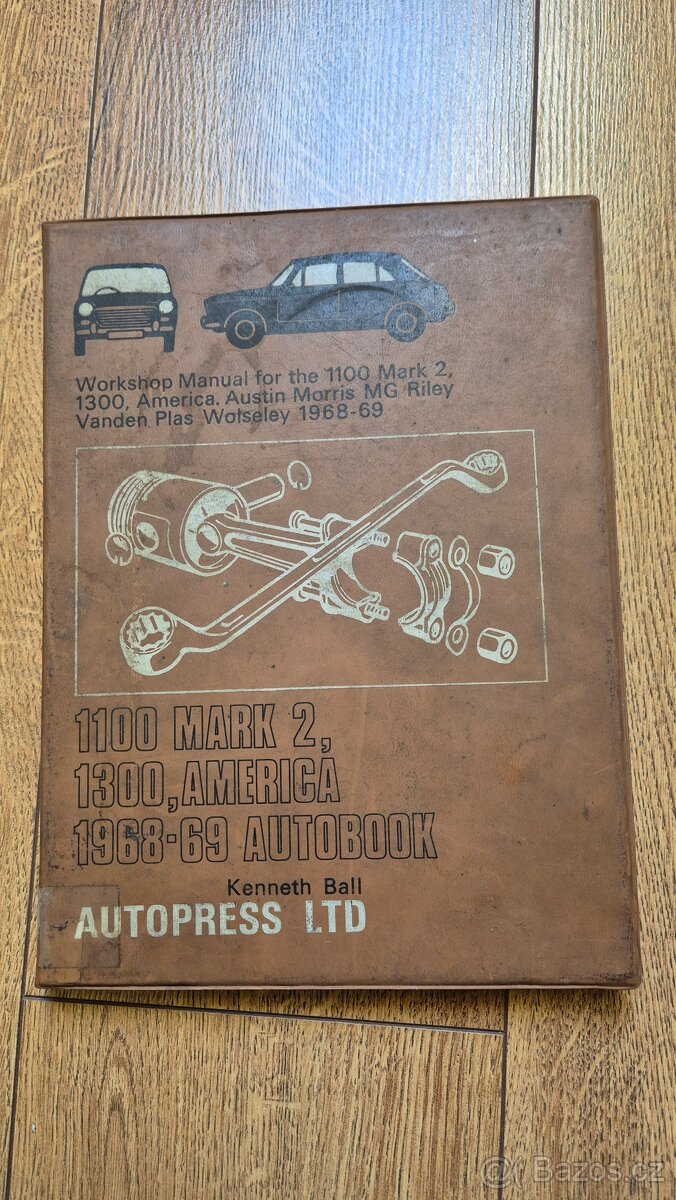 Workshop Manual for the 1100 Mark 2,
1300, America. Austin Morris MG Riley
Vanden Plas Wolseley 1968-69
1100 MARK 2,
1300, AMERICA
1968-69 AUTOBOOK
Kenneth Ball
AUTOPRESS LTD
© Bazos.cz